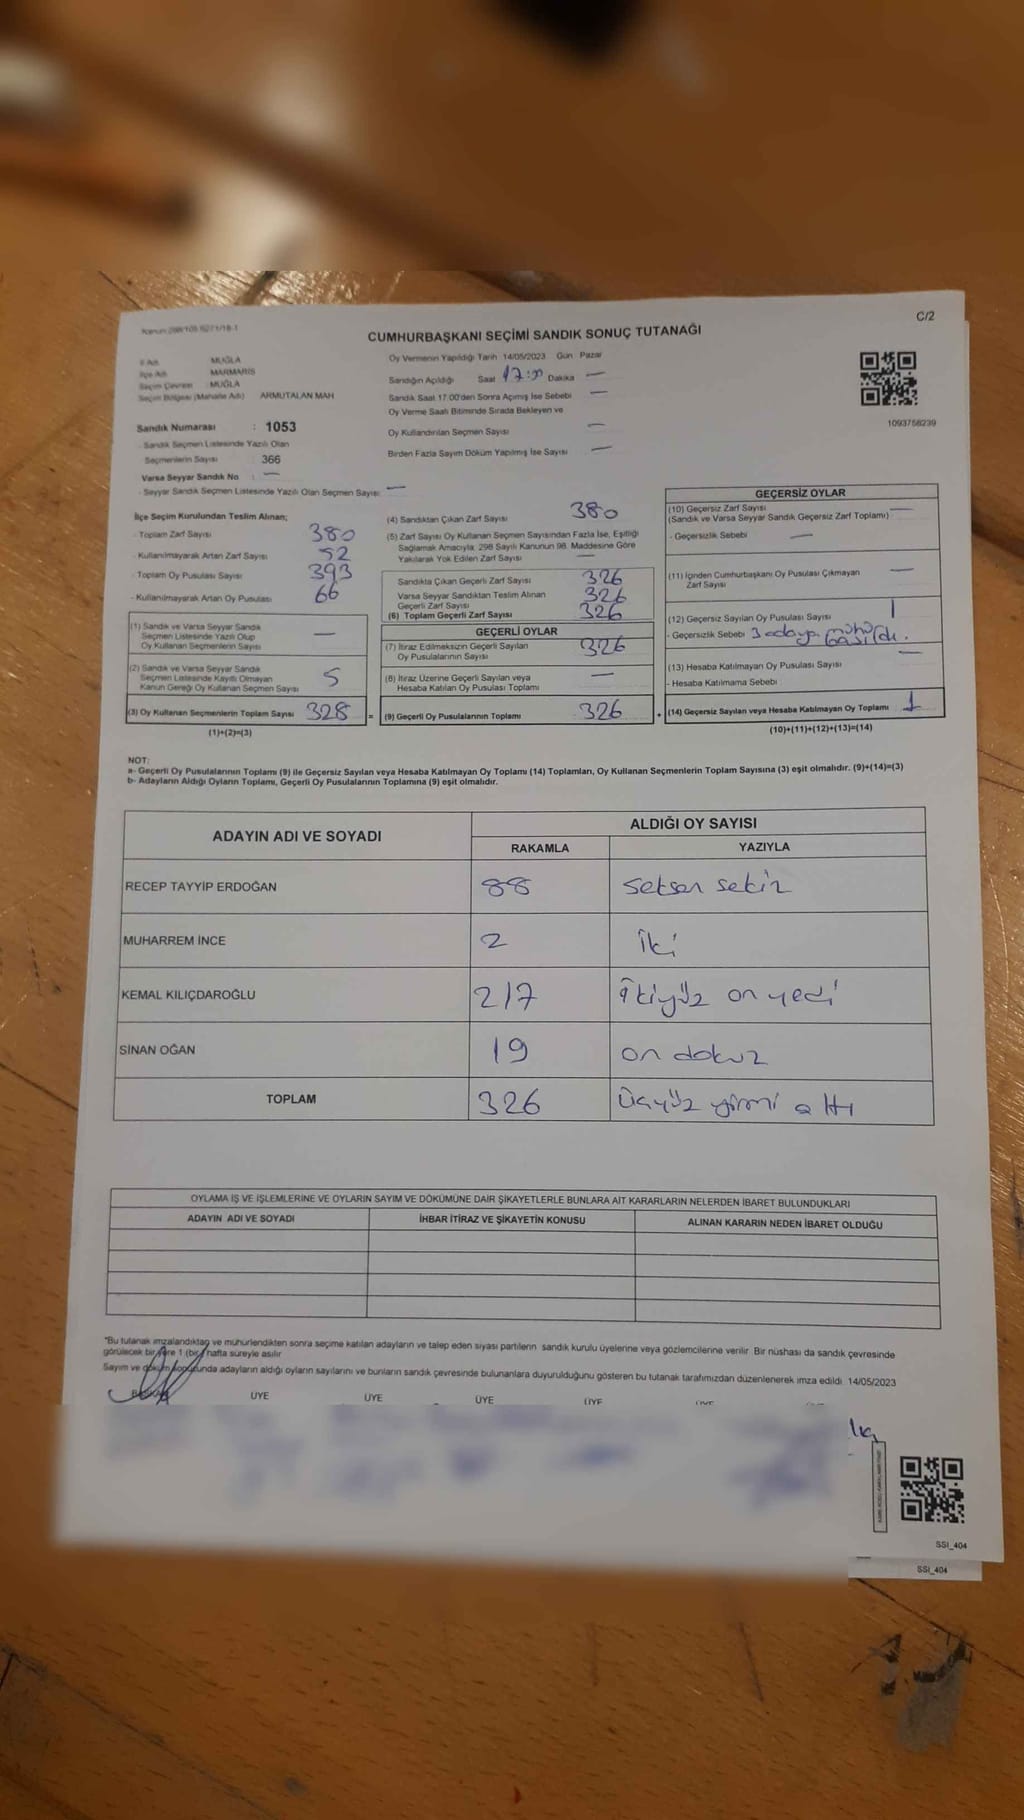 Kanun:298/105 6271/18-1
C/2
CUMHURBAŞKANI SEÇİMİ SANDIK SONUÇ TUTANAĞI
İl Adı : MUĞLA
İlçe Adı : MARMARİS
Seçim Çevresi : MUĞLA
Seçim Bölgesi (Mahalle Adı) ARMUTALAN MAH
Sandık Numarası : 1053
- Sandık Seçmen Listesinde Yazılı Olan
Seçmenlerin Sayısı : 366
Varsa Seyyar Sandık No : —
- Seyyar Sandık Seçmen Listesinde Yazılı Olan Seçmen Sayısı: —
Oy Vermenin Yapıldığı Tarih 14/05/2023 Gün Pazar
Sandığın Açıldığı Saat 17:00 Dakika —
Sandık Saat 17.00'den Sonra Açımış İse Sebebi —
Oy Verme Saati Bitiminde Sırada Bekleyen ve
Oy Kullandırılan Seçmen Sayısı —
Birden Fazla Sayım Döküm Yapılmış İse Sayısı —
1093758239
İlçe Seçim Kurulundan Teslim Alınan;
- Toplam Zarf Sayısı 380
- Kullanılmayarak Artan Zarf Sayısı 52
- Toplam Oy Pusulası Sayısı 393
- Kullanılmayarak Artan Oy Pusulası 66
(1) Sandık ve Varsa Seyyar Sandık
Seçmen Listesinde Yazılı Olup
Oy Kullanan Seçmenlerin Sayısı —
(2) Sandık ve Varsa Seyyar Sandık
Seçmen Listesinde Kayıtlı Olmayan
Kanun Gereği Oy Kullanan Seçmen Sayısı 5
(3) Oy Kullanan Seçmenlerin Toplam Sayısı 328 =
(1)+(2)=(3)
(4) Sandıktan Çıkan Zarf Sayısı 380
(5) Zarf Sayısı Oy Kullanan Seçmen Sayısından Fazla İse, Eşitliği
Sağlamak Amacıyla; 298 Sayılı Kanunun 98. Maddesine Göre
Yakılarak Yok Edilen Zarf Sayısı —
Sandıkta Çıkan Geçerli Zarf Sayısı 326
Varsa Seyyar Sandıktan Teslim Alınan
Geçerli Zarf Sayısı 326
(6) Toplam Geçerli Zarf Sayısı 326
GEÇERLİ OYLAR
(7) İtiraz Edilmeksizin Geçerli Sayılan
Oy Pusulalarının Sayısı 326
(8) İtiraz Üzerine Geçerli Sayılan veya
Hesaba Katılan Oy Pusulası Toplamı —
(9) Geçerli Oy Pusulalarının Toplamı 326 +
GEÇERSİZ OYLAR
(10) Geçersiz Zarf Sayısı —
(Sandık ve Varsa Seyyar Sandık Geçersiz Zarf Toplamı)
- Geçersizlik Sebebi —
(11) İçinden Cumhurbaşkanı Oy Pusulası Çıkmayan
Zarf Sayısı —
(12) Geçersiz Sayılan Oy Pusulası Sayısı 1
- Geçersizlik Sebebi 3 adaya mühür basıldı.
(13) Hesaba Katılmayan Oy Pusulası Sayısı —
- Hesaba Katılmama Sebebi
(14) Geçersiz Sayılan veya Hesaba Katılmayan Oy Toplamı 1
(10)+(11)+(12)+(13)=(14)
NOT:
a- Geçerli Oy Pusulalarının Toplamı (9) ile Geçersiz Sayılan veya Hesaba Katılmayan Oy Toplamı (14) Toplamları, Oy Kullanan Seçmenlerin Toplam Sayısına (3) eşit olmalıdır. (9)+(14)=(3)
b- Adayların Aldığı Oyların Toplamı, Geçerli Oy Pusulalarının Toplamına (9) eşit olmalıdır.
ADAYIN ADI VE SOYADI
ALDIĞI OY SAYISI
RAKAMLA YAZIYLA
RECEP TAYYİP ERDOĞAN 88 Seksen sekiz
MUHARREM İNCE 2 İki
KEMAL KILIÇDAROĞLU 217 İkiyüz on yedi
SİNAN OĞAN 19 on dokuz
TOPLAM 326 Üçyüz yirmi altı
OYLAMA İŞ VE İŞLEMLERİNE VE OYLARIN SAYIM VE DÖKÜMÜNE DAİR ŞİKAYETLERLE BUNLARA AİT KARARLARIN NELERDEN İBARET BULUNDUKLARI
ADAYIN ADI VE SOYADI İHBAR İTİRAZ VE ŞİKAYETİN KONUSU ALINAN KARARIN NEDEN İBARET OLDUĞU
*Bu tutanak imzalandıktan ve mühürlendikten sonra seçime katılan adayların ve talep eden siyasi partilerin sandık kurulu üyelerine veya gözlemcilerine verilir. Bir nüshası da sandık çevresinde
görülecek bir yere 1 (bir) hafta süreyle asılır
Sayım ve döküm sonucunda adayların aldığı oyların sayılarını ve bunların sandık çevresinde bulunanlara duyurulduğunu gösteren bu tutanak tarafımızdan düzenlenerek imza edildi. 14/05/2023
BAŞKAN ÜYE ÜYE ÜYE ÜYE
SSI_404
SSI_404